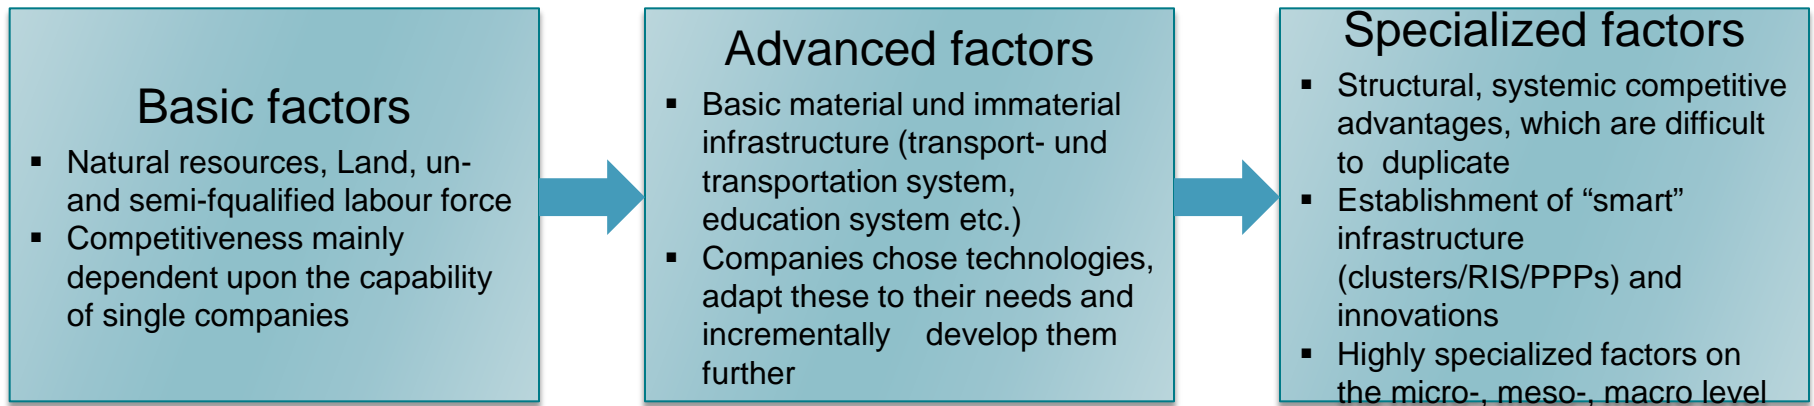 Basic factors
▪ Natural resources, Land, un-
and semi-fqualified labour force
▪ Competitiveness mainly
dependent upon the capability
of single companies
Advanced factors
▪ Basic material und immaterial
infrastructure (transport- und
transportation system,
education system etc.)
▪ Companies chose technologies,
adapt these to their needs and
incrementally develop them
further
Specialized factors
▪ Structural, systemic competitive
advantages, which are difficult
to duplicate
▪ Establishment of “smart”
infrastructure
(clusters/RIS/PPPs) and
innovations
▪ Highly specialized factors on
the micro-, meso-, macro level